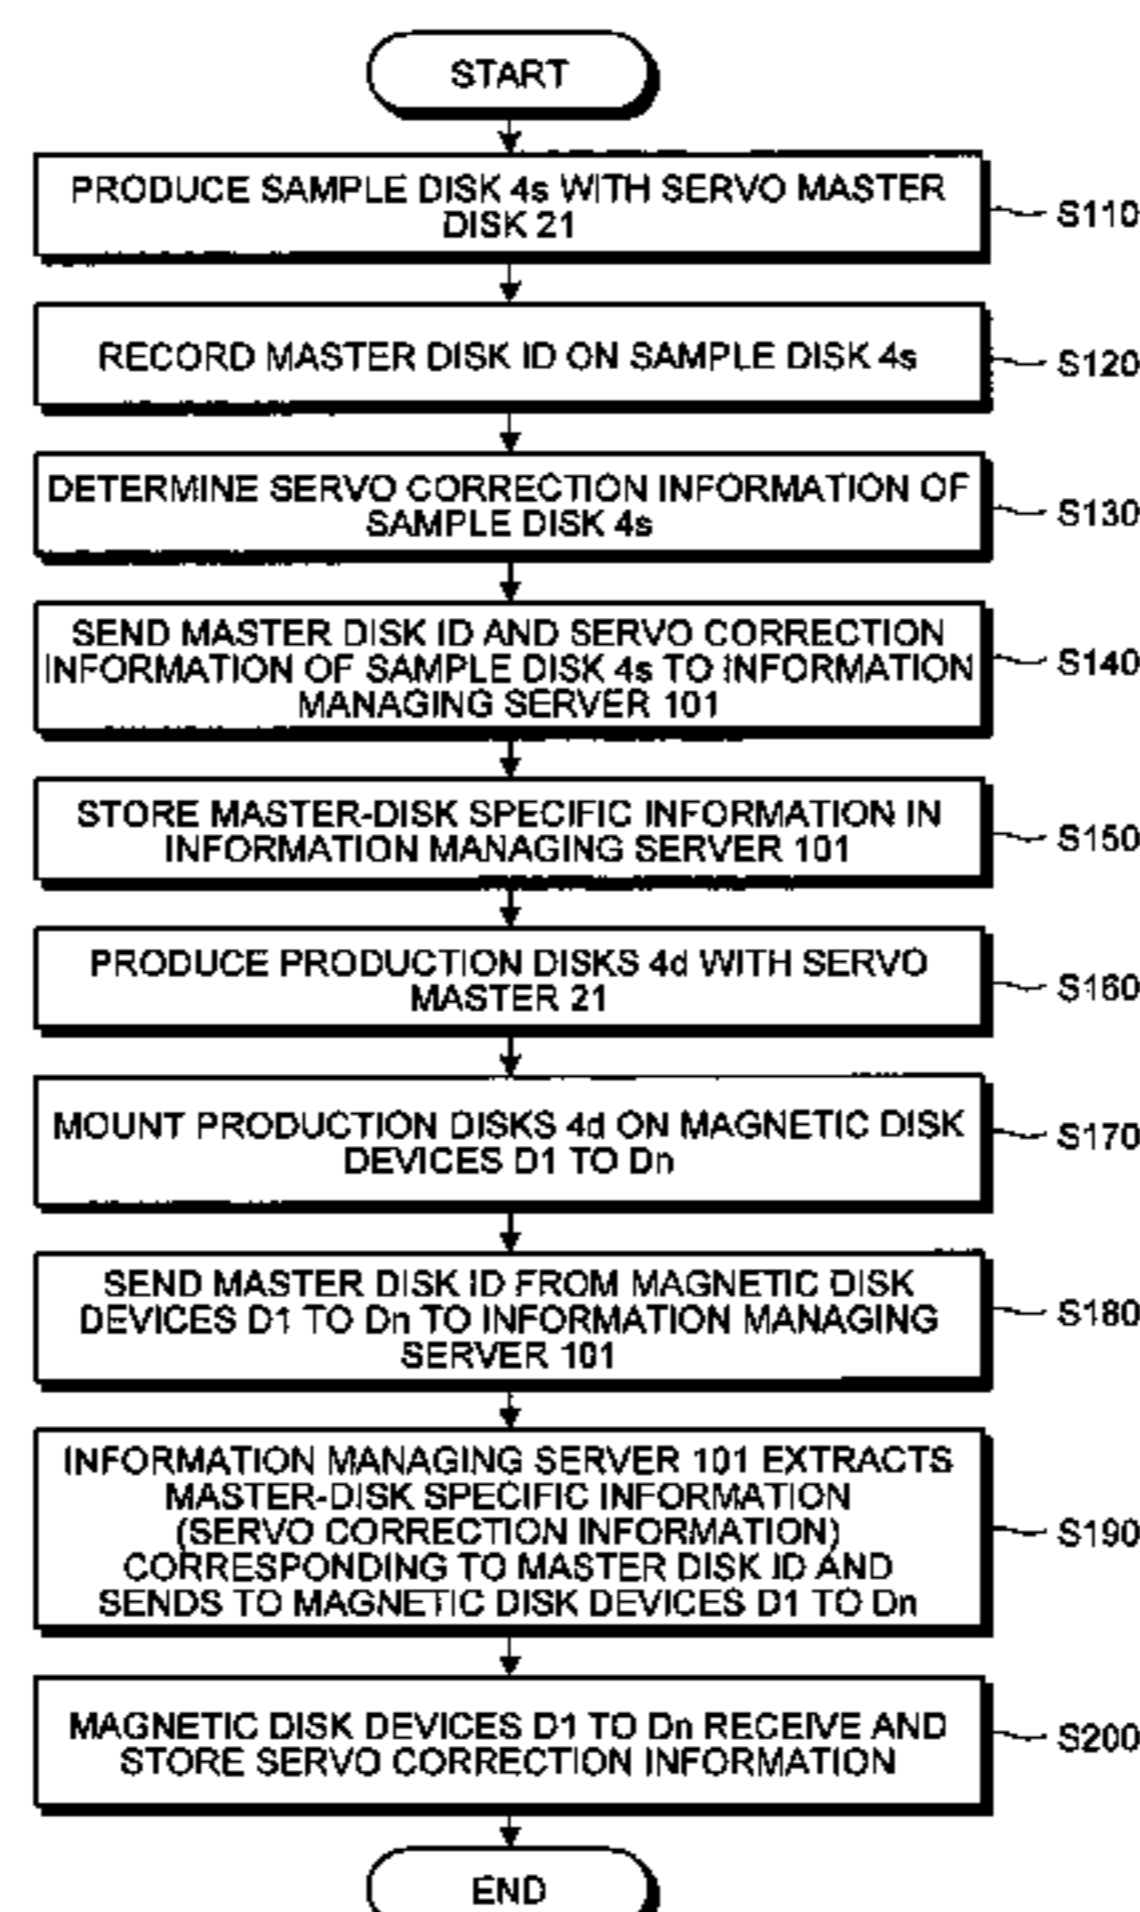 START
PRODUCE SAMPLE DISK 4s WITH SERVO MASTER
DISK 21
S110
RECORD MASTER DISK ID ON SAMPLE DISK 4s
S120
DETERMINE SERVO CORRECTION INFORMATION OF
SAMPLE DISK 4s
S130
SEND MASTER DISK ID AND SERVO CORRECTION
INFORMATION OF SAMPLE DISK 4s TO INFORMATION
MANAGING SERVER 101
S140
STORE MASTER-DISK SPECIFIC INFORMATION IN
INFORMATION MANAGING SERVER 101
S150
PRODUCE PRODUCTION DISKS 4d WITH SERVO
MASTER 21
S160
MOUNT PRODUCTION DISKS 4d ON MAGNETIC DISK
DEVICES D1 TO Dn
S170
SEND MASTER DISK ID FROM MAGNETIC DISK
DEVICES D1 TO Dn TO INFORMATION MANAGING
SERVER 101
S180
INFORMATION MANAGING SERVER 101 EXTRACTS
MASTER-DISK SPECIFIC INFORMATION
(SERVO CORRECTION INFORMATION)
CORRESPONDING TO MASTER DISK ID AND
SENDS TO MAGNETIC DISK DEVICES D1 TO Dn
S190
MAGNETIC DISK DEVICES D1 TO Dn RECEIVE AND
STORE SERVO CORRECTION INFORMATION
S200
END